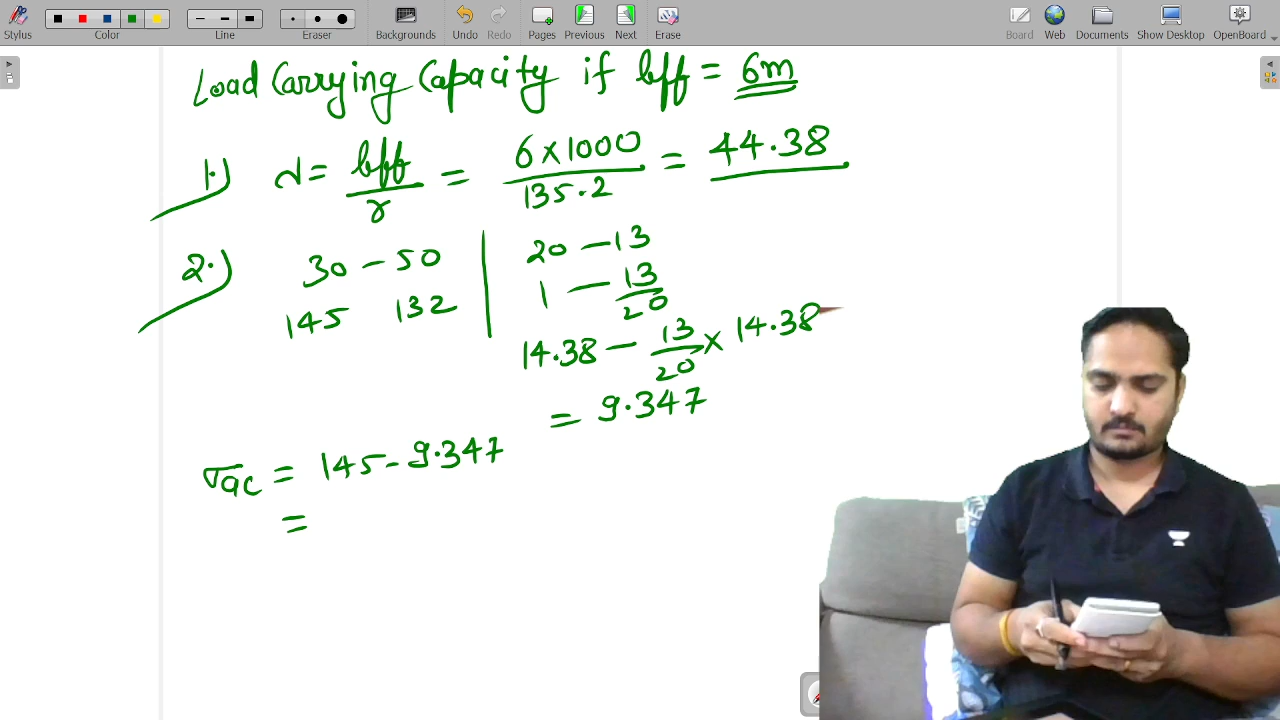 Stylus
Color
Line
Eraser
Backgrounds
Undo
Redo
Pages
Previous
Next
Erase
Board
Web
Documents
Show Desktop
OpenBoard
Load Carrying Capacity if leff = 6m
1.) λ = leff/r = 6×1000/135.2 = 44.38
2.) 30 - 50
145 132
20 - 13
1 - 13/20
14.38 - 13/20 × 14.38
= 9.347
σac = 145 - 9.347
=